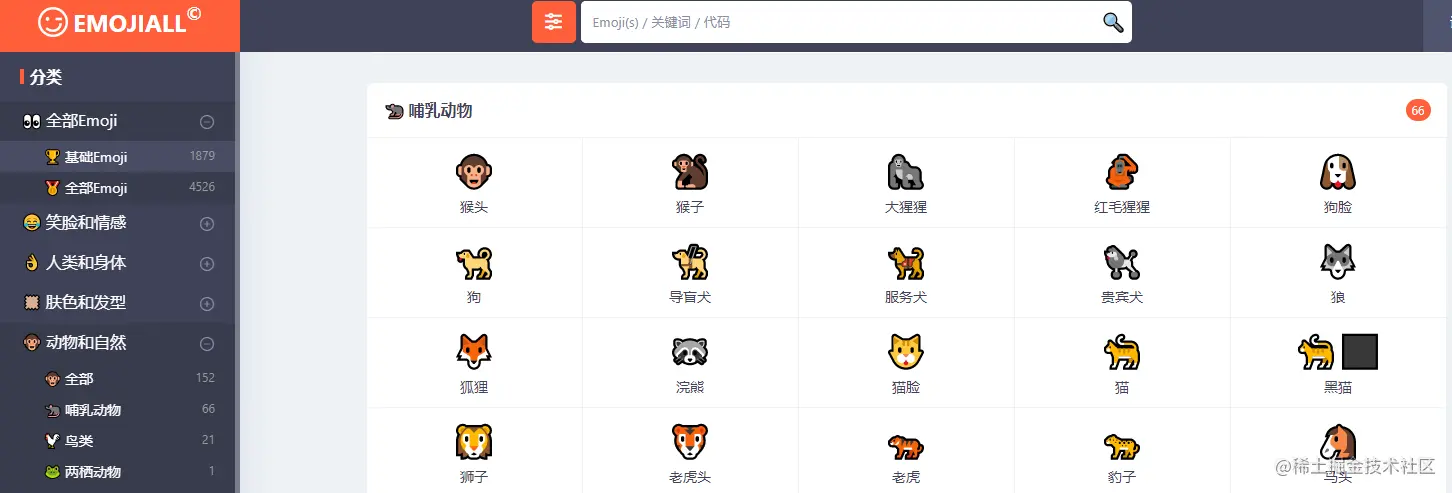 EMOJIALL©
Emoji(s) / 关键词 / 代码
分类
全部Emoji
基础Emoji 1879
全部Emoji 4526
笑脸和情感
人类和身体
肤色和发型
动物和自然
全部 152
哺乳动物 66
鸟类 21
两栖动物 1
哺乳动物 66
猴头 猴子 大猩猩 红毛猩猩 狗脸
狗 导盲犬 服务犬 贵宾犬 狼
狐狸 浣熊 猫脸 猫 黑猫
狮子 老虎头 老虎 豹子 马头
@稀土掘金技术社区